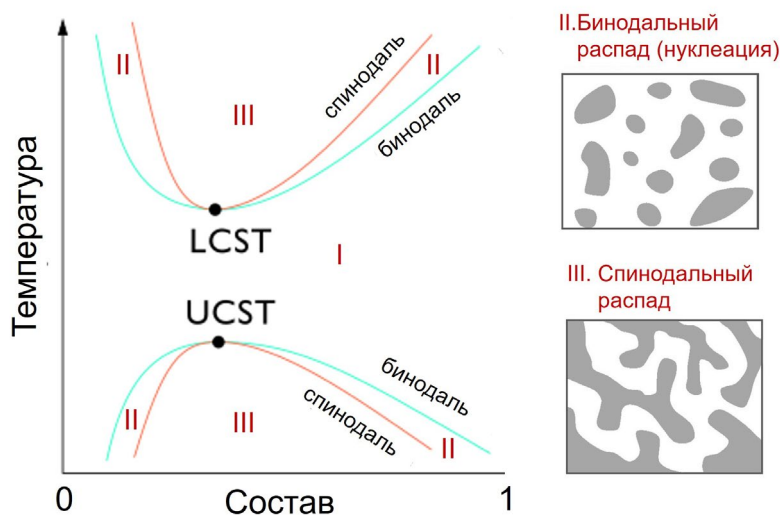 II.Бинодальный
распад (нуклеация)
II
III
спинодаль
II
бинодаль
LCST
I
Температура
III. Спинодальный
распад
UCST
бинодаль
спинодаль
II
III
II
0
Состав
1